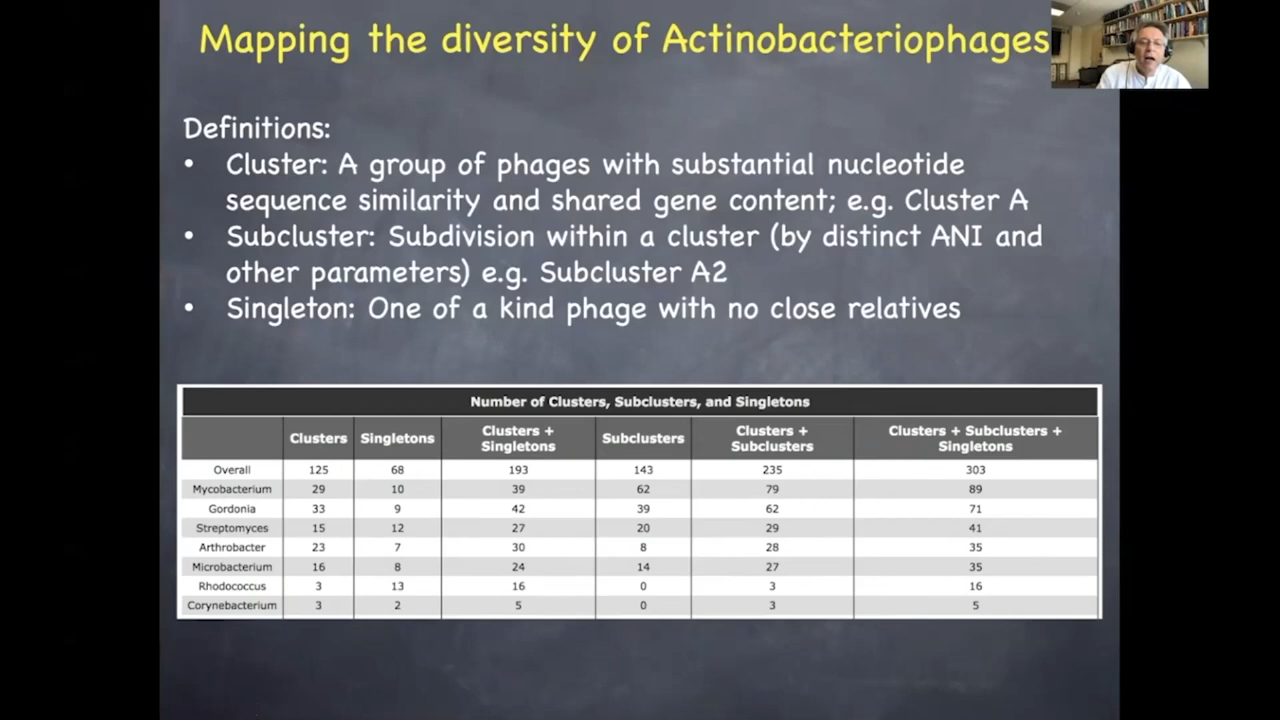 Mapping the diversity of Actinobacteriophages
Definitions:
• Cluster: A group of phages with substantial nucleotide
sequence similarity and shared gene content; e.g. Cluster A
• Subcluster: Subdivision within a cluster (by distinct ANI and
other parameters) e.g. Subcluster A2
• Singleton: One of a kind phage with no close relatives
Number of Clusters, Subclusters, and Singletons
Clusters Singletons Clusters + Singletons Subclusters Clusters + Subclusters Clusters + Subclusters + Singletons
Overall 125 68 193 143 235 303
Mycobacterium 29 10 39 62 79 89
Gordonia 33 9 42 39 62 71
Streptomyces 15 12 27 20 29 41
Arthrobacter 23 7 30 8 28 35
Microbacterium 16 8 24 14 27 35
Rhodococcus 3 13 16 0 3 16
Corynebacterium 3 2 5 0 3 5